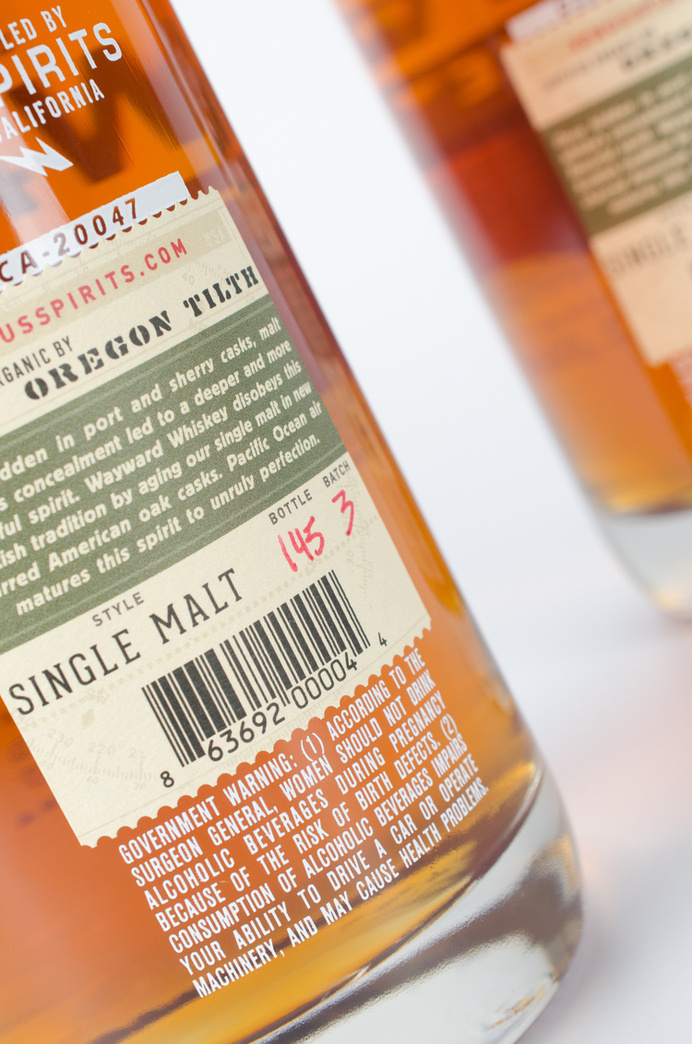 LED BY
PIRITS
CALIFORNIA
CA-20047
USSPIRITS.COM
RGANIC BY
OREGON TILTH
dden in port and sherry casks, malt
s concealment led to a deeper and more
ful spirit. Wayward Whiskey disobeys this
ish tradition by aging our single malt in new
rred American oak casks. Pacific Ocean air
matures this spirit to unruly perfection.
BOTTLE BATCH
145 3
STYLE
SINGLE MALT
8 63692 00004 4
GOVERNMENT WARNING: (1) ACCORDING TO THE
SURGEON GENERAL, WOMEN SHOULD NOT DRINK
ALCOHOLIC BEVERAGES DURING PREGNANCY
BECAUSE OF THE RISK OF BIRTH DEFECTS. (2)
CONSUMPTION OF ALCOHOLIC BEVERAGES IMPAIRS
YOUR ABILITY TO DRIVE A CAR OR OPERATE
MACHINERY, AND MAY CAUSE HEALTH PROBLEMS.
SINGLE